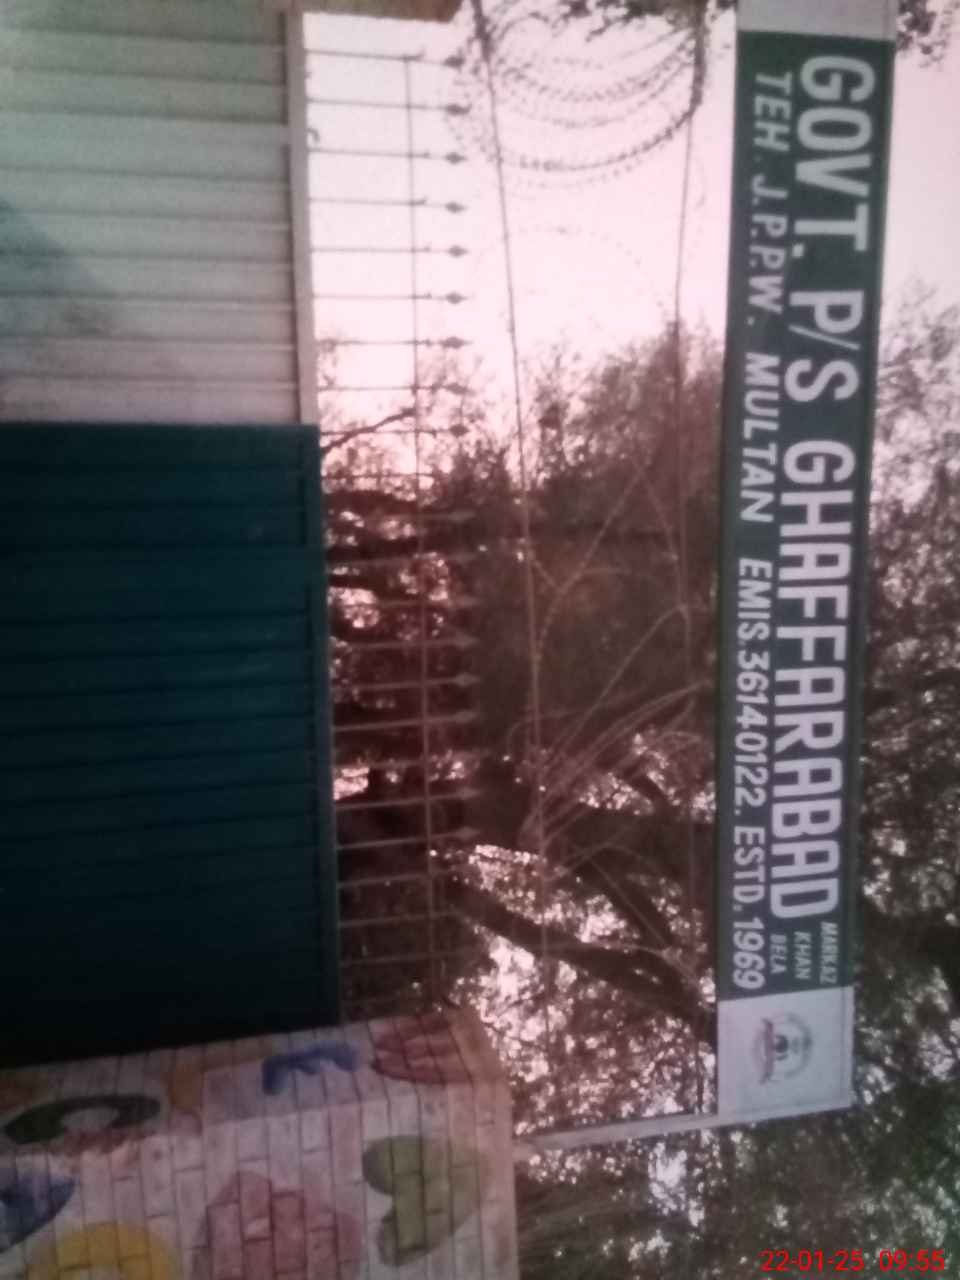 GOVT. P/S GHAFFARABAD
MARKAZ
KHAN
BELA
TEH. J.P.P.W. MULTAN EMIS.36140122. ESTD. 1969
22-01-25 09:55